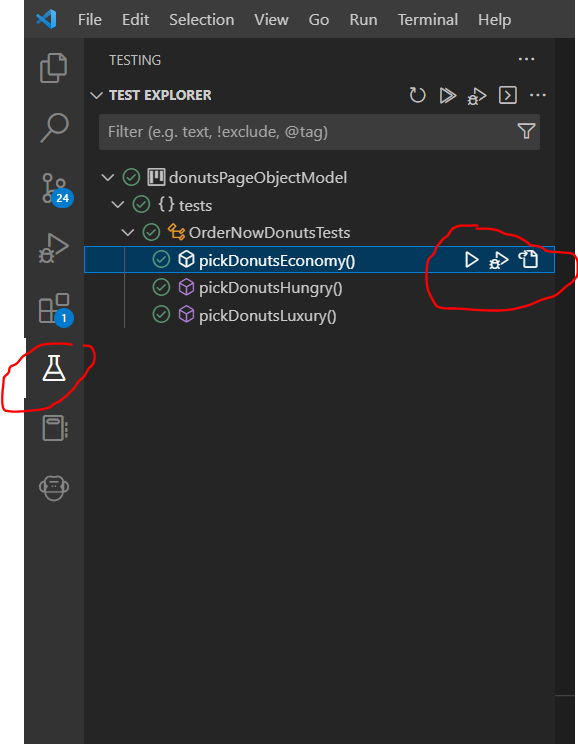 File Edit Selection View Go Run Terminal Help
TESTING
TEST EXPLORER
Filter (e.g. text, !exclude, @tag)
donutsPageObjectModel
{} tests
24
OrderNowDonutsTests
pickDonutsEconomy()
pickDonutsHungry()
pickDonutsLuxury()
1